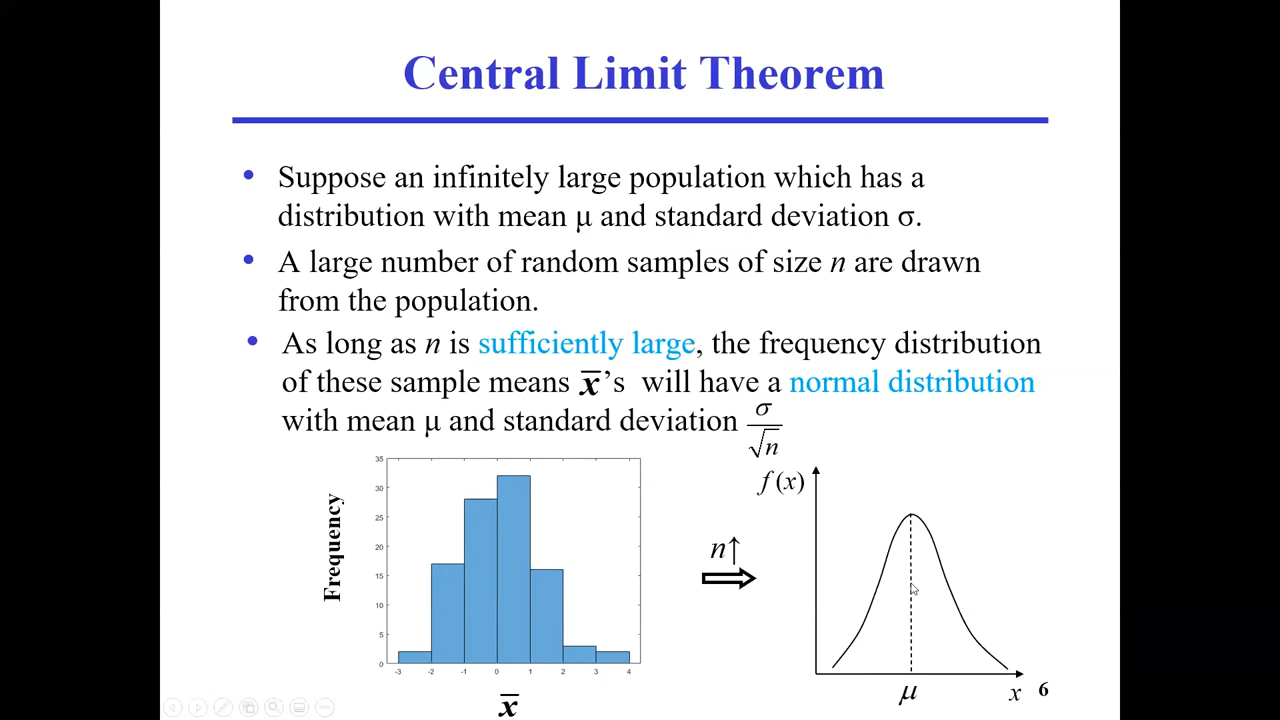 Central Limit Theorem
• Suppose an infinitely large population which has a
distribution with mean μ and standard deviation σ.
• A large number of random samples of size n are drawn
from the population.
• As long as n is sufficiently large, the frequency distribution
of these sample means x̅'s will have a normal distribution
with mean μ and standard deviation σ/√n
Frequency
35
30
25
20
15
10
5
0
-3 -2 -1 0 1 2 3 4
x̅
n↑
f(x)
μ
x
6